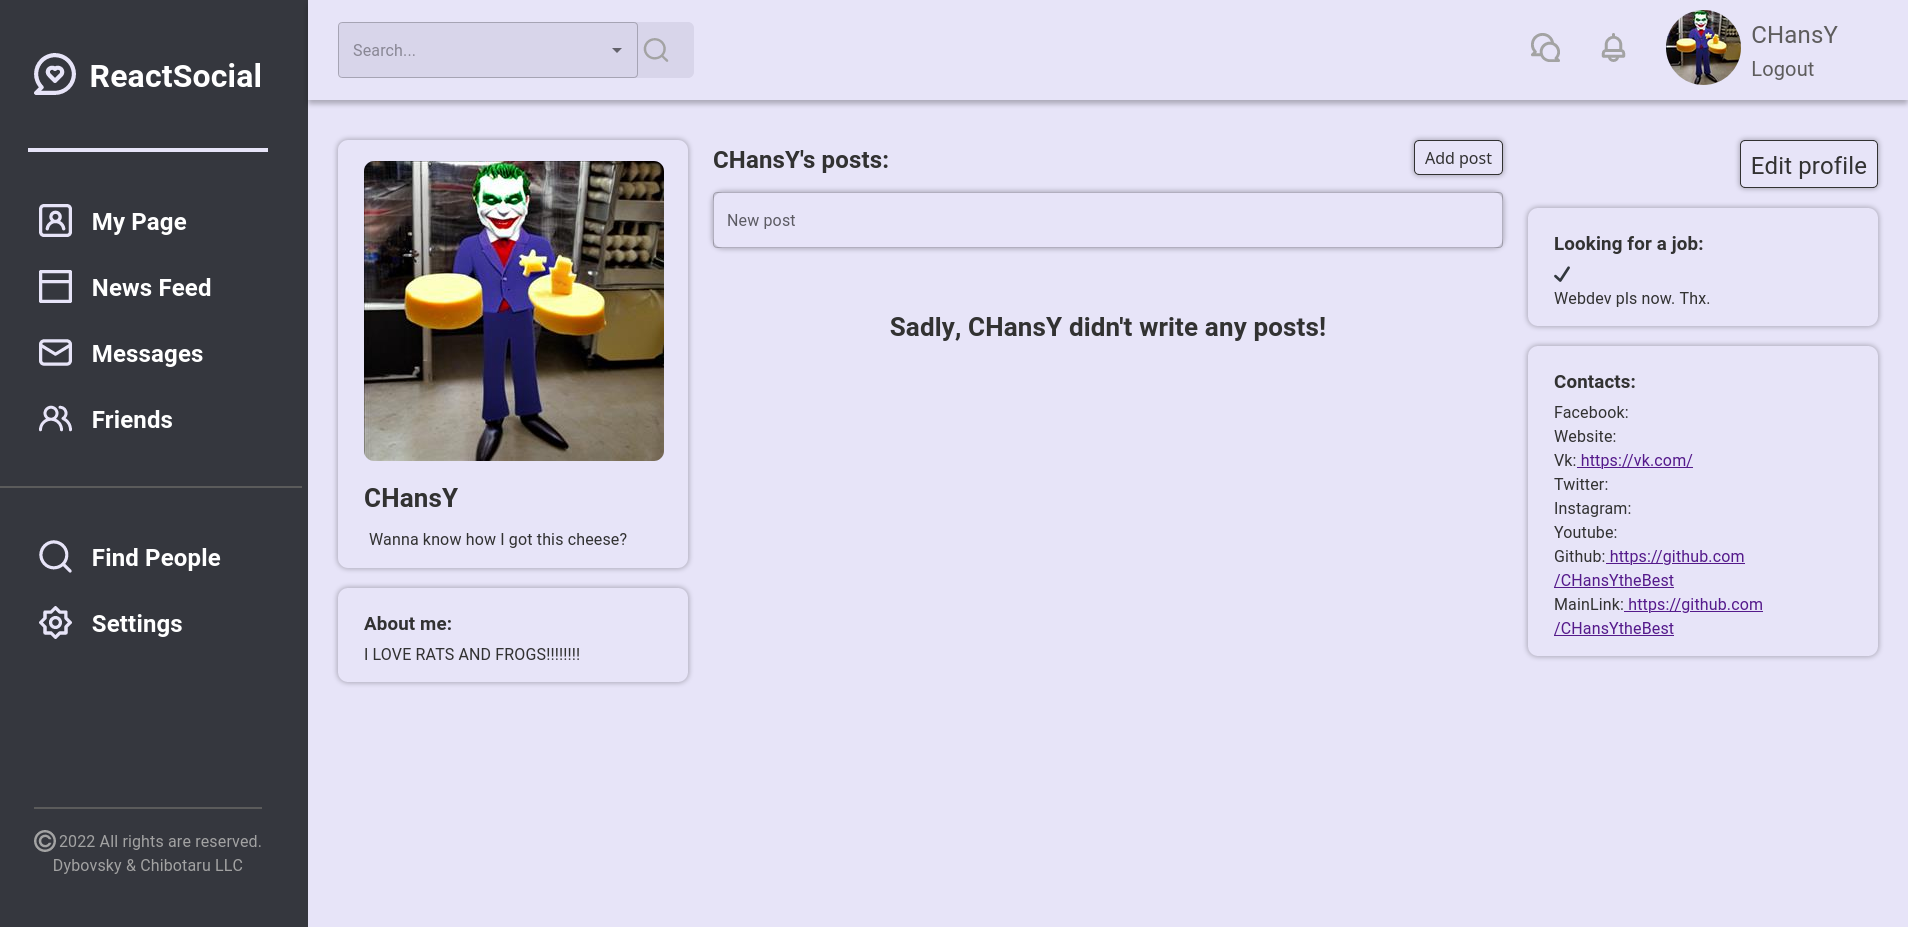 ReactSocial
My Page
News Feed
Messages
Friends
Find People
Settings
© 2022 All rights are reserved.
Dybovsky & Chibotaru LLC
Search...
CHansY
Logout
CHansY
Wanna know how I got this cheese?
About me:
I LOVE RATS AND FROGS!!!!!!!!
CHansY's posts:
Add post
New post
Sadly, CHansY didn't write any posts!
Edit profile
Looking for a job:
✓
Webdev pls now. Thx.
Contacts:
Facebook:
Website:
Vk: https://vk.com/
Twitter:
Instagram:
Youtube:
Github: https://github.com
/CHansYtheBest
MainLink: https://github.com
/CHansYtheBest